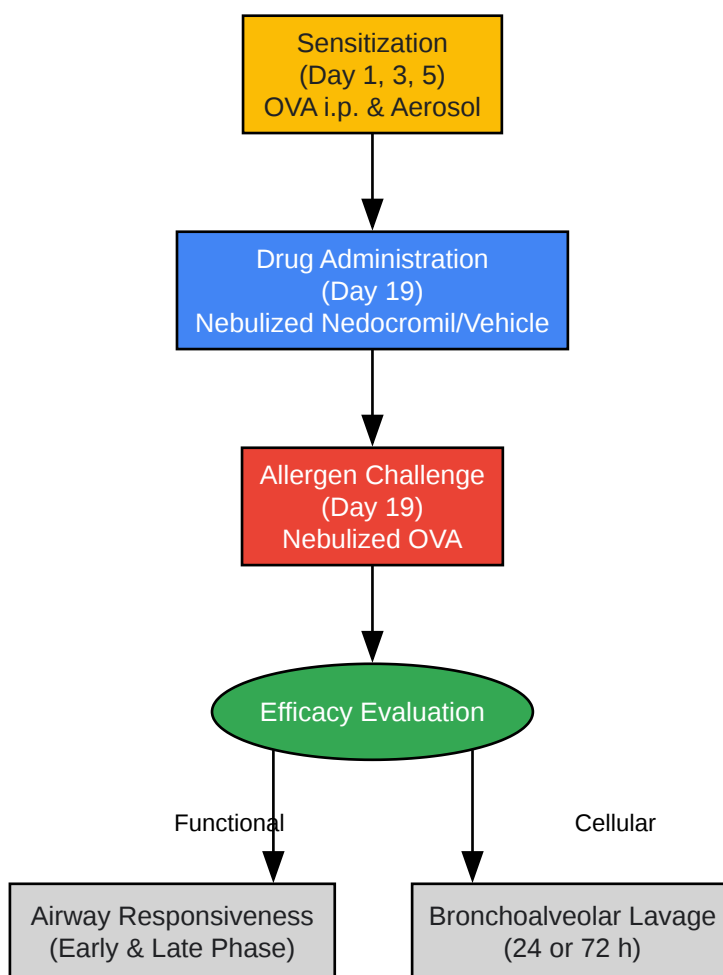 Sensitization
(Day 1, 3, 5)
OVA i.p. & Aerosol
Drug Administration
(Day 19)
Nebulized Nedocromil/Vehicle
Allergen Challenge
(Day 19)
Nebulized OVA
Efficacy Evaluation
Functional
Cellular
Airway Responsiveness
(Early & Late Phase)
Bronchoalveolar Lavage
(24 or 72 h)